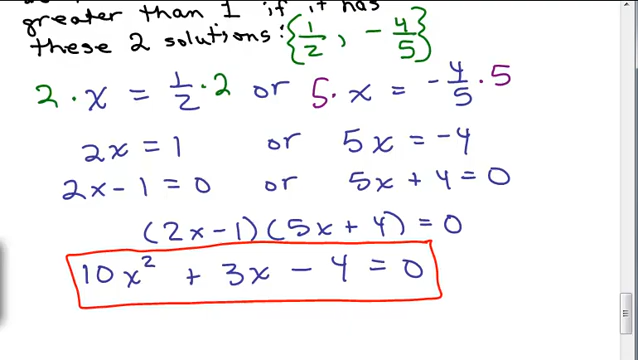 greater than 1 if it has
these 2 solutions: {1/2, -4/5}
2 · x = 1/2 · 2 or 5 · x = -4/5 · 5
2x = 1 or 5x = -4
2x - 1 = 0 or 5x + 4 = 0
(2x - 1)(5x + 4) = 0
10x² + 3x - 4 = 0